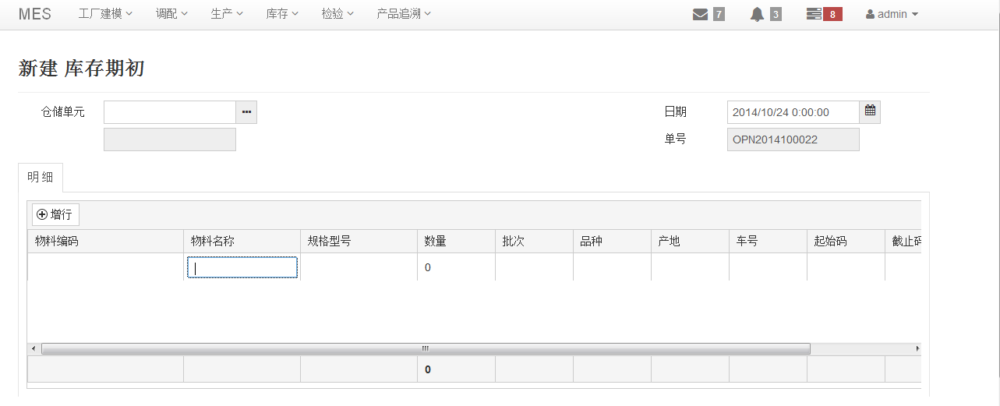 MES 工厂建模 调配 生产 库存 检验 产品追溯 7 3 8 admin
新建 库存期初
仓储单元 日期 2014/10/24 0:00:00
单号 OPN2014100022
明细
增行
物料编码 物料名称 规格型号 数量 批次 品种 产地 车号 起始码 截止码
0
0